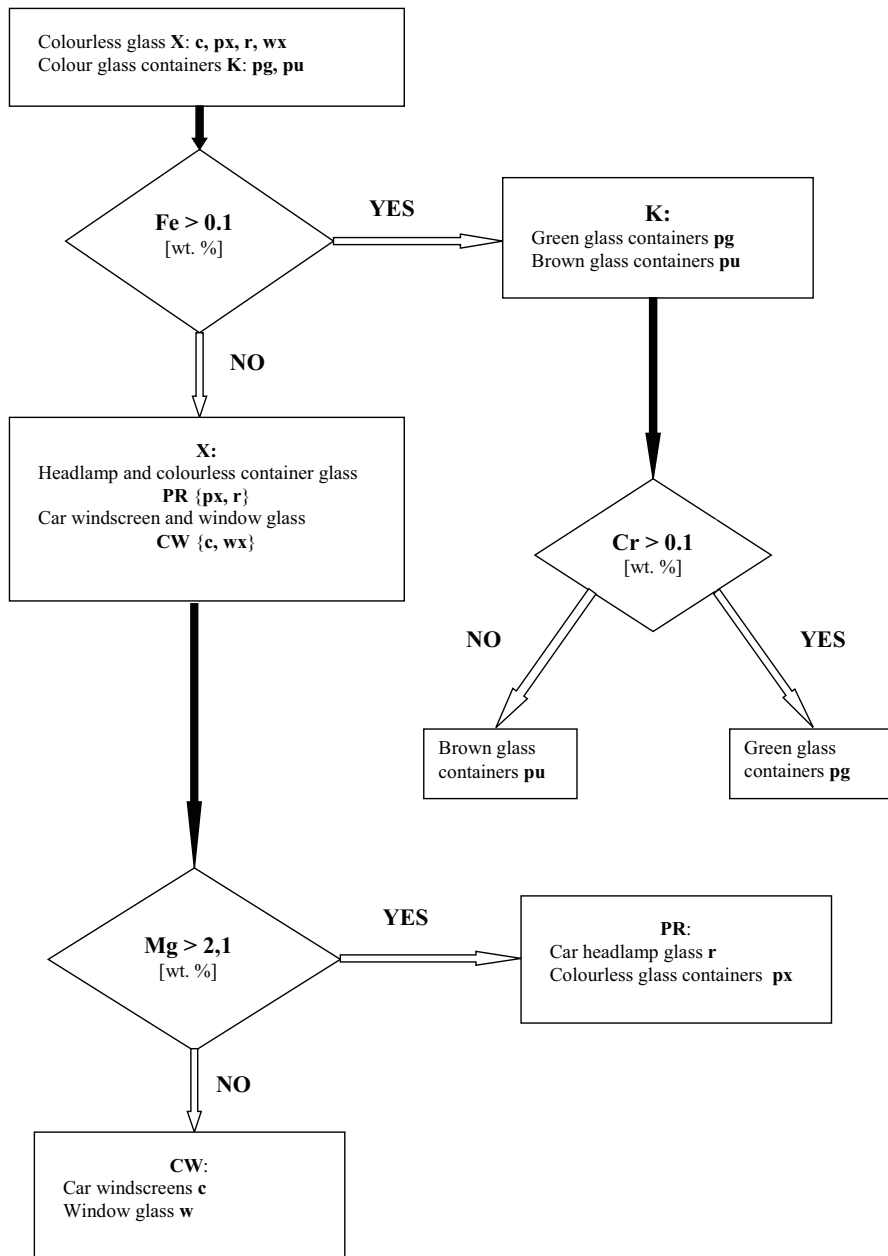 Colourless glass X: c, px, r, wx
Colour glass containers K: pg, pu
Fe > 0.1
[wt. %]
YES
K:
Green glass containers pg
Brown glass containers pu
NO
X:
Headlamp and colourless container glass
PR {px, r}
Car windscreen and window glass
CW {c, wx}
Cr > 0.1
[wt. %]
NO
YES
Brown glass
containers pu
Green glass
containers pg
Mg > 2,1
[wt. %]
YES
PR:
Car headlamp glass r
Colourless glass containers px
NO
CW:
Car windscreens c
Window glass w